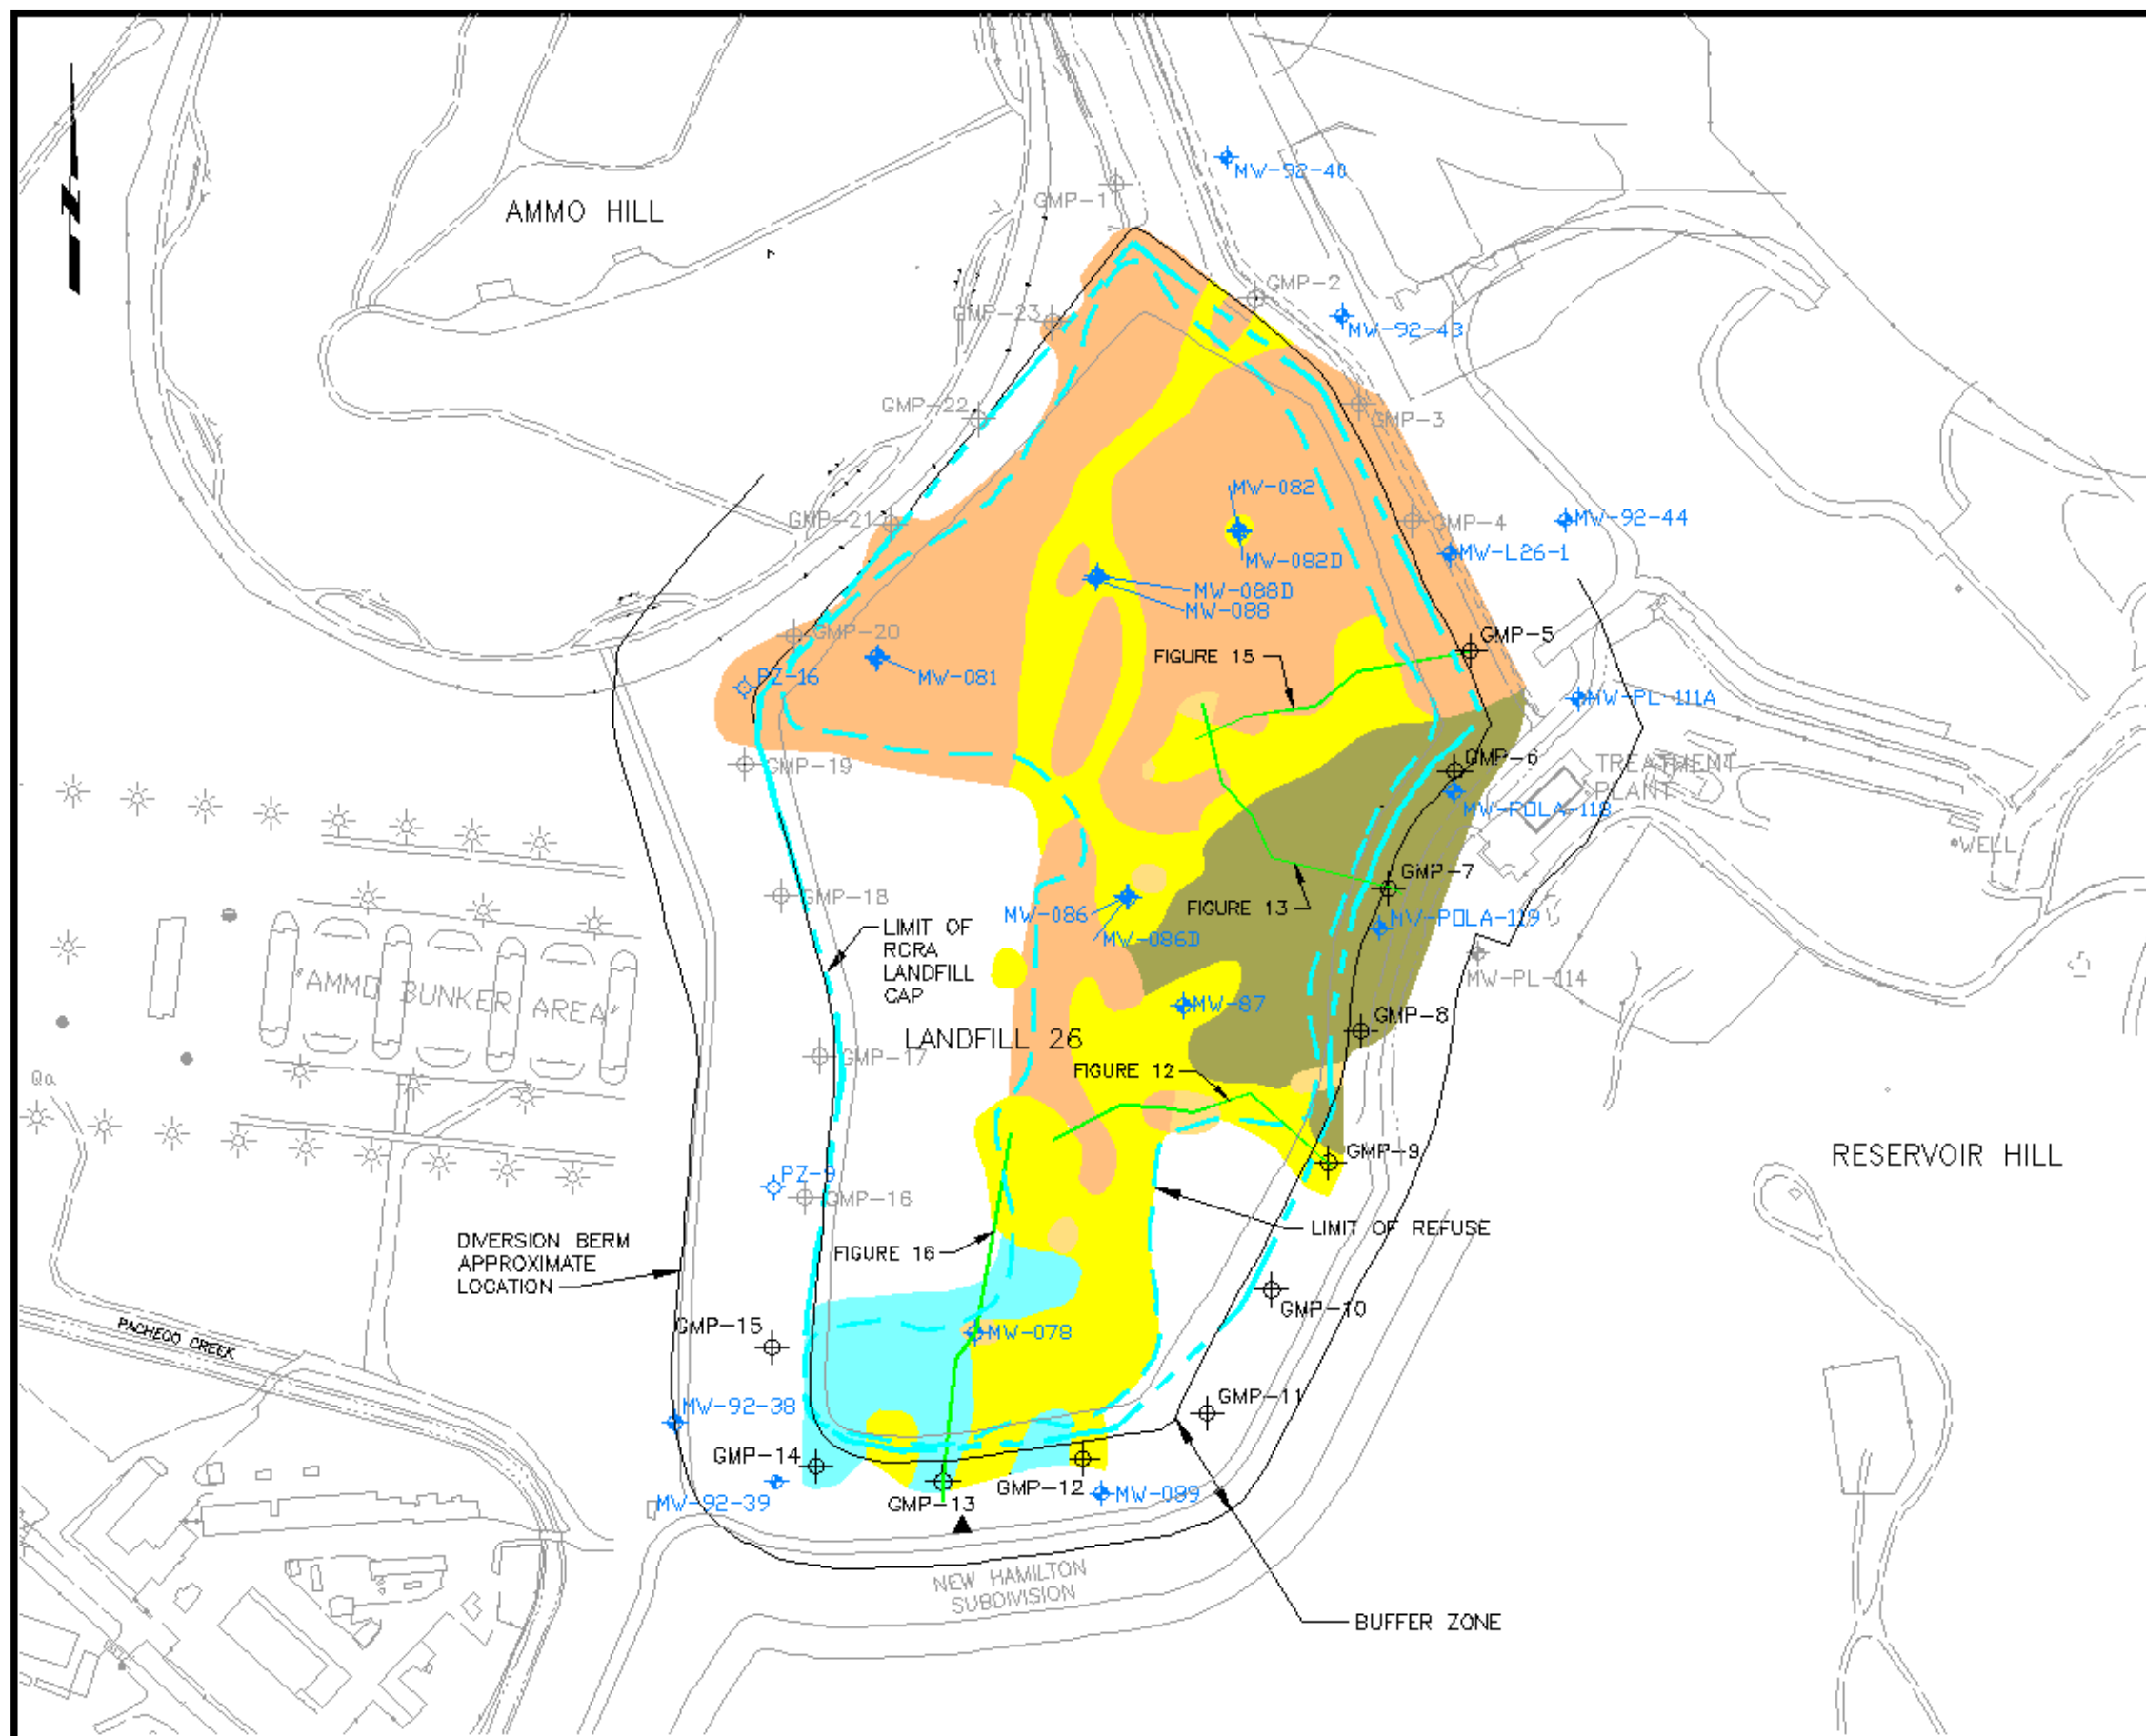 N
AMMO HILL
GMP-1
MW-92-40
GMP-2
GMP-23
MW-92-43
GMP-22
GMP-3
MW-082
GMP-21
GMP-4
MW-92-44
MW-082D
MW-L26-1
MW-088D
MW-088
GMP-20
GMP-5
FIGURE 15
PZ-16
MW-081
MW-PL-111A
GMP-19
GMP-6
TREATMENT
PLANT
MW-POLA-118
WELL
GMP-18
GMP-7
MW-086
FIGURE 13
MW-POLA-119
LIMIT OF
RCRA
LANDFILL
CAP
MW-086D
MW-PL-114
"AMMO BUNKER AREA"
MW-87
GMP-8
LANDFILL 26
GMP-17
FIGURE 12
Qa
GMP-9
RESERVOIR HILL
PZ-9
GMP-16
LIMIT OF REFUSE
DIVERSION BERM
APPROXIMATE
LOCATION
FIGURE 16
GMP-10
PACHECO CREEK
GMP-15
MW-078
MW-92-38
GMP-11
GMP-14
GMP-12
MW-92-39
GMP-13
MW-089
NEW HAMILTON
SUBDIVISION
BUFFER ZONE